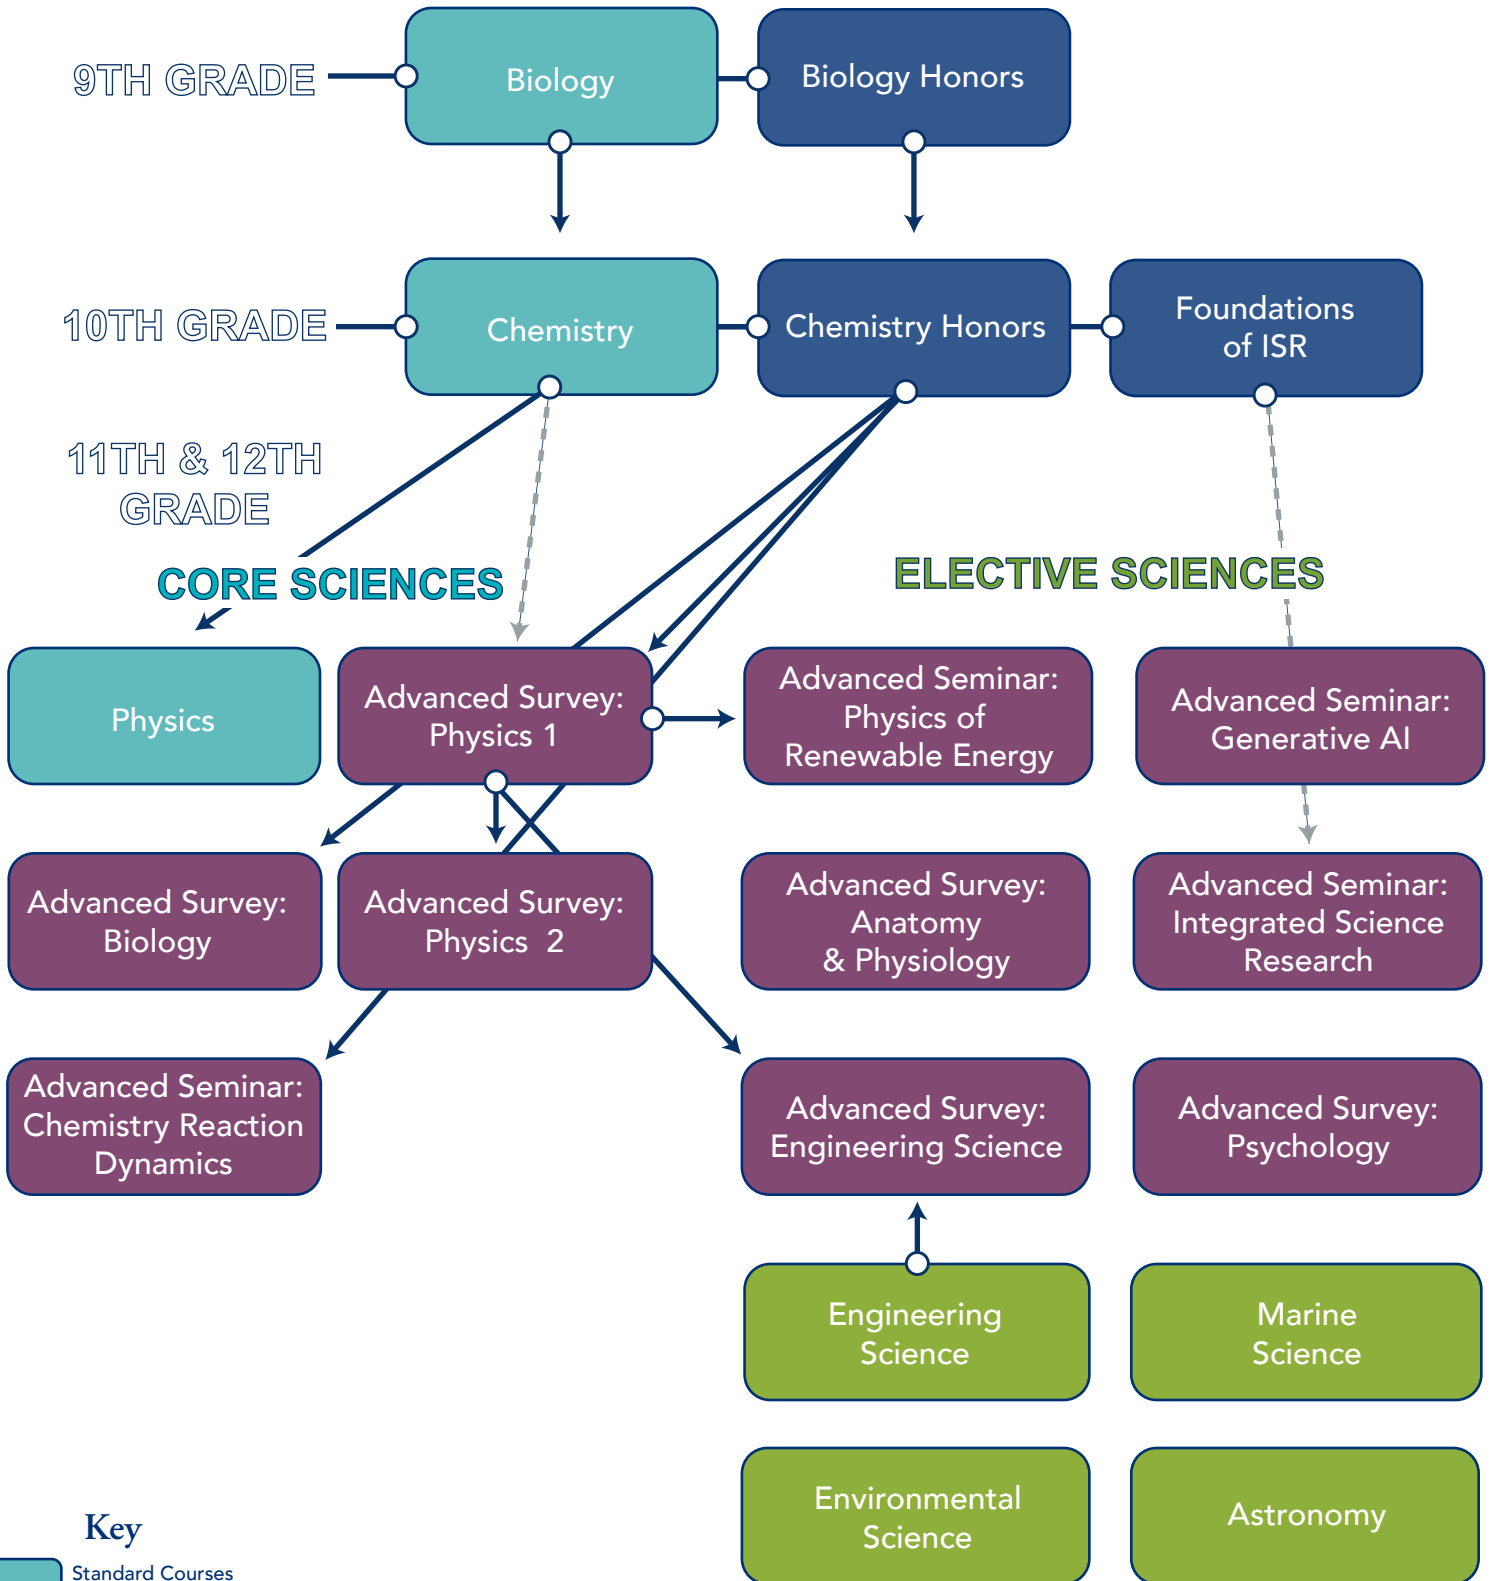 9TH GRADE
Biology
Biology Honors
10TH GRADE
Chemistry
Chemistry Honors
Foundations
of ISR
11TH & 12TH
GRADE
CORE SCIENCES
ELECTIVE SCIENCES
Physics
Advanced Survey:
Physics 1
Advanced Seminar:
Physics of
Renewable Energy
Advanced Seminar:
Generative AI
Advanced Survey:
Biology
Advanced Survey:
Physics 2
Advanced Survey:
Anatomy
& Physiology
Advanced Seminar:
Integrated Science
Research
Advanced Seminar:
Chemistry Reaction
Dynamics
Advanced Survey:
Engineering Science
Advanced Survey:
Psychology
Engineering
Science
Marine
Science
Environmental
Science
Astronomy
Key
Standard Courses